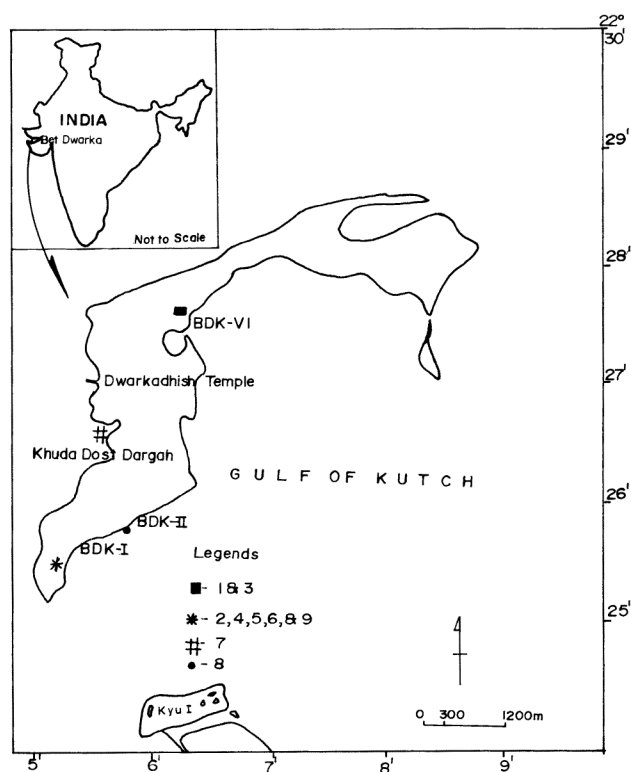 22°
30'
INDIA
Bet Dwarka
29'
Not to Scale
28'
BDK-VI
Dwarkadhish Temple
27'
Khuda Dost Dargah
GULF OF KUTCH
26'
BDK-II
BDK-I
Legends
- 1 & 3
- 2, 4, 5, 6, 8 & 9
25'
- 7
- 8
Kyu I
0 300 1200m
5' 6' 7' 8' 9'